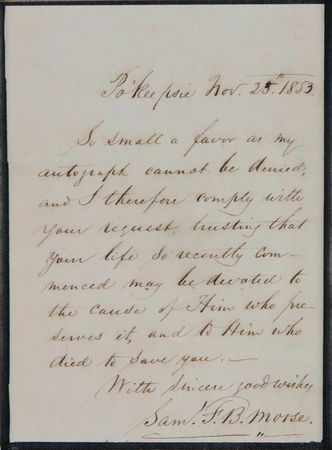 Po'keepsie Nov. 25th 1853
So small a favor as my
autograph cannot be denied,
and I therefore comply with
your request, trusting that
your life so recently com-
menced may be devoted to
the cause of Him who pre-
serves it, and to Him who
died to save you. —
With sincere good wishes
Saml. F. B. Morse.